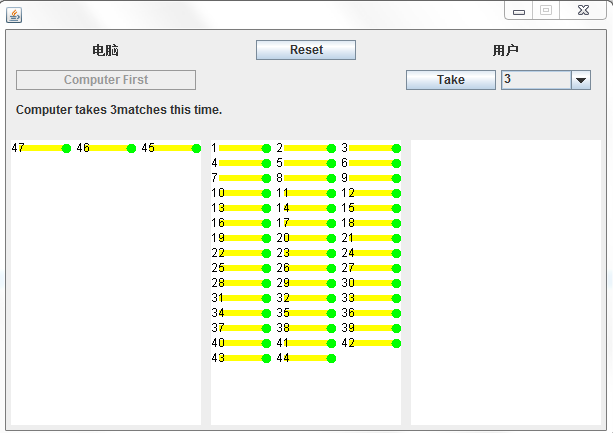 电脑 Reset 用户
Computer First Take 3
Computer takes 3matches this time.
47 46 45 1 2 3
4 5 6
7 8 9
10 11 12
13 14 15
16 17 18
19 20 21
22 23 24
25 26 27
28 29 30
31 32 33
34 35 36
37 38 39
40 41 42
43 44